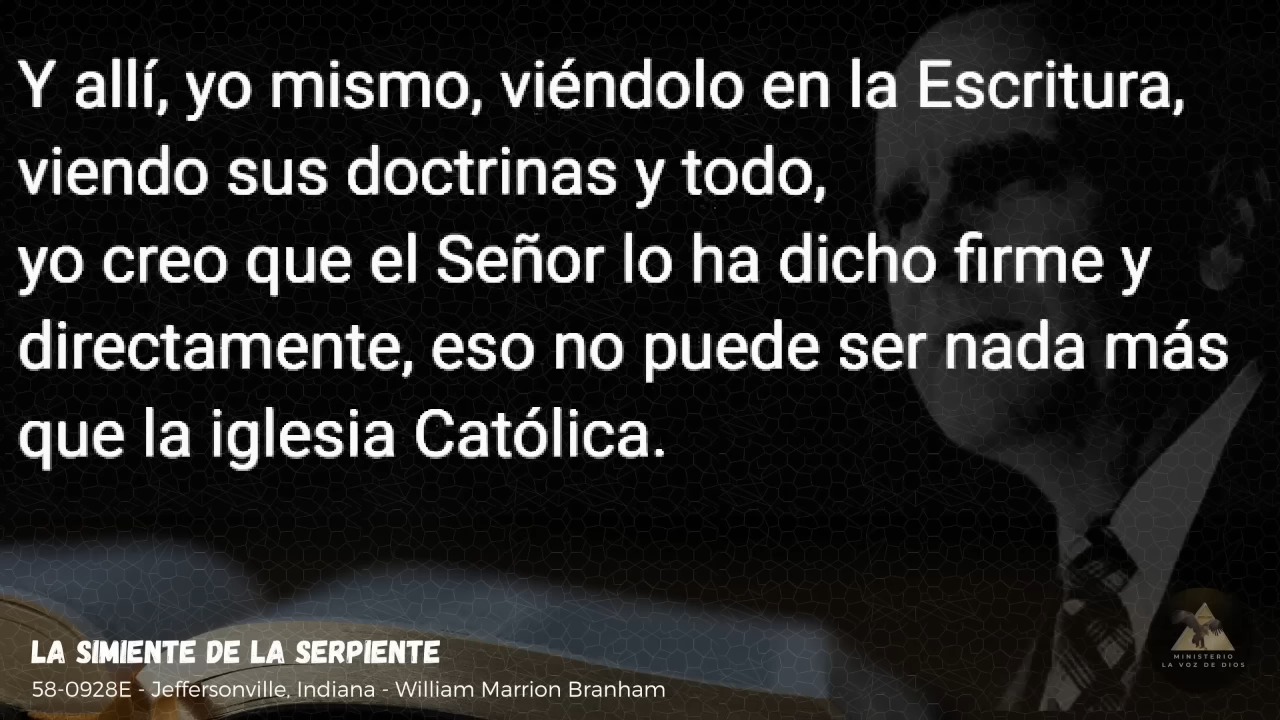 Y allí, yo mismo, viéndolo en la Escritura,
viendo sus doctrinas y todo,
yo creo que el Señor lo ha dicho firme y
directamente, eso no puede ser nada más
que la iglesia Católica.
LA SIMIENTE DE LA SERPIENTE
58-0928E - Jeffersonville, Indiana - William Marrion Branham
MINISTERIO
LA VOZ DE DIOS